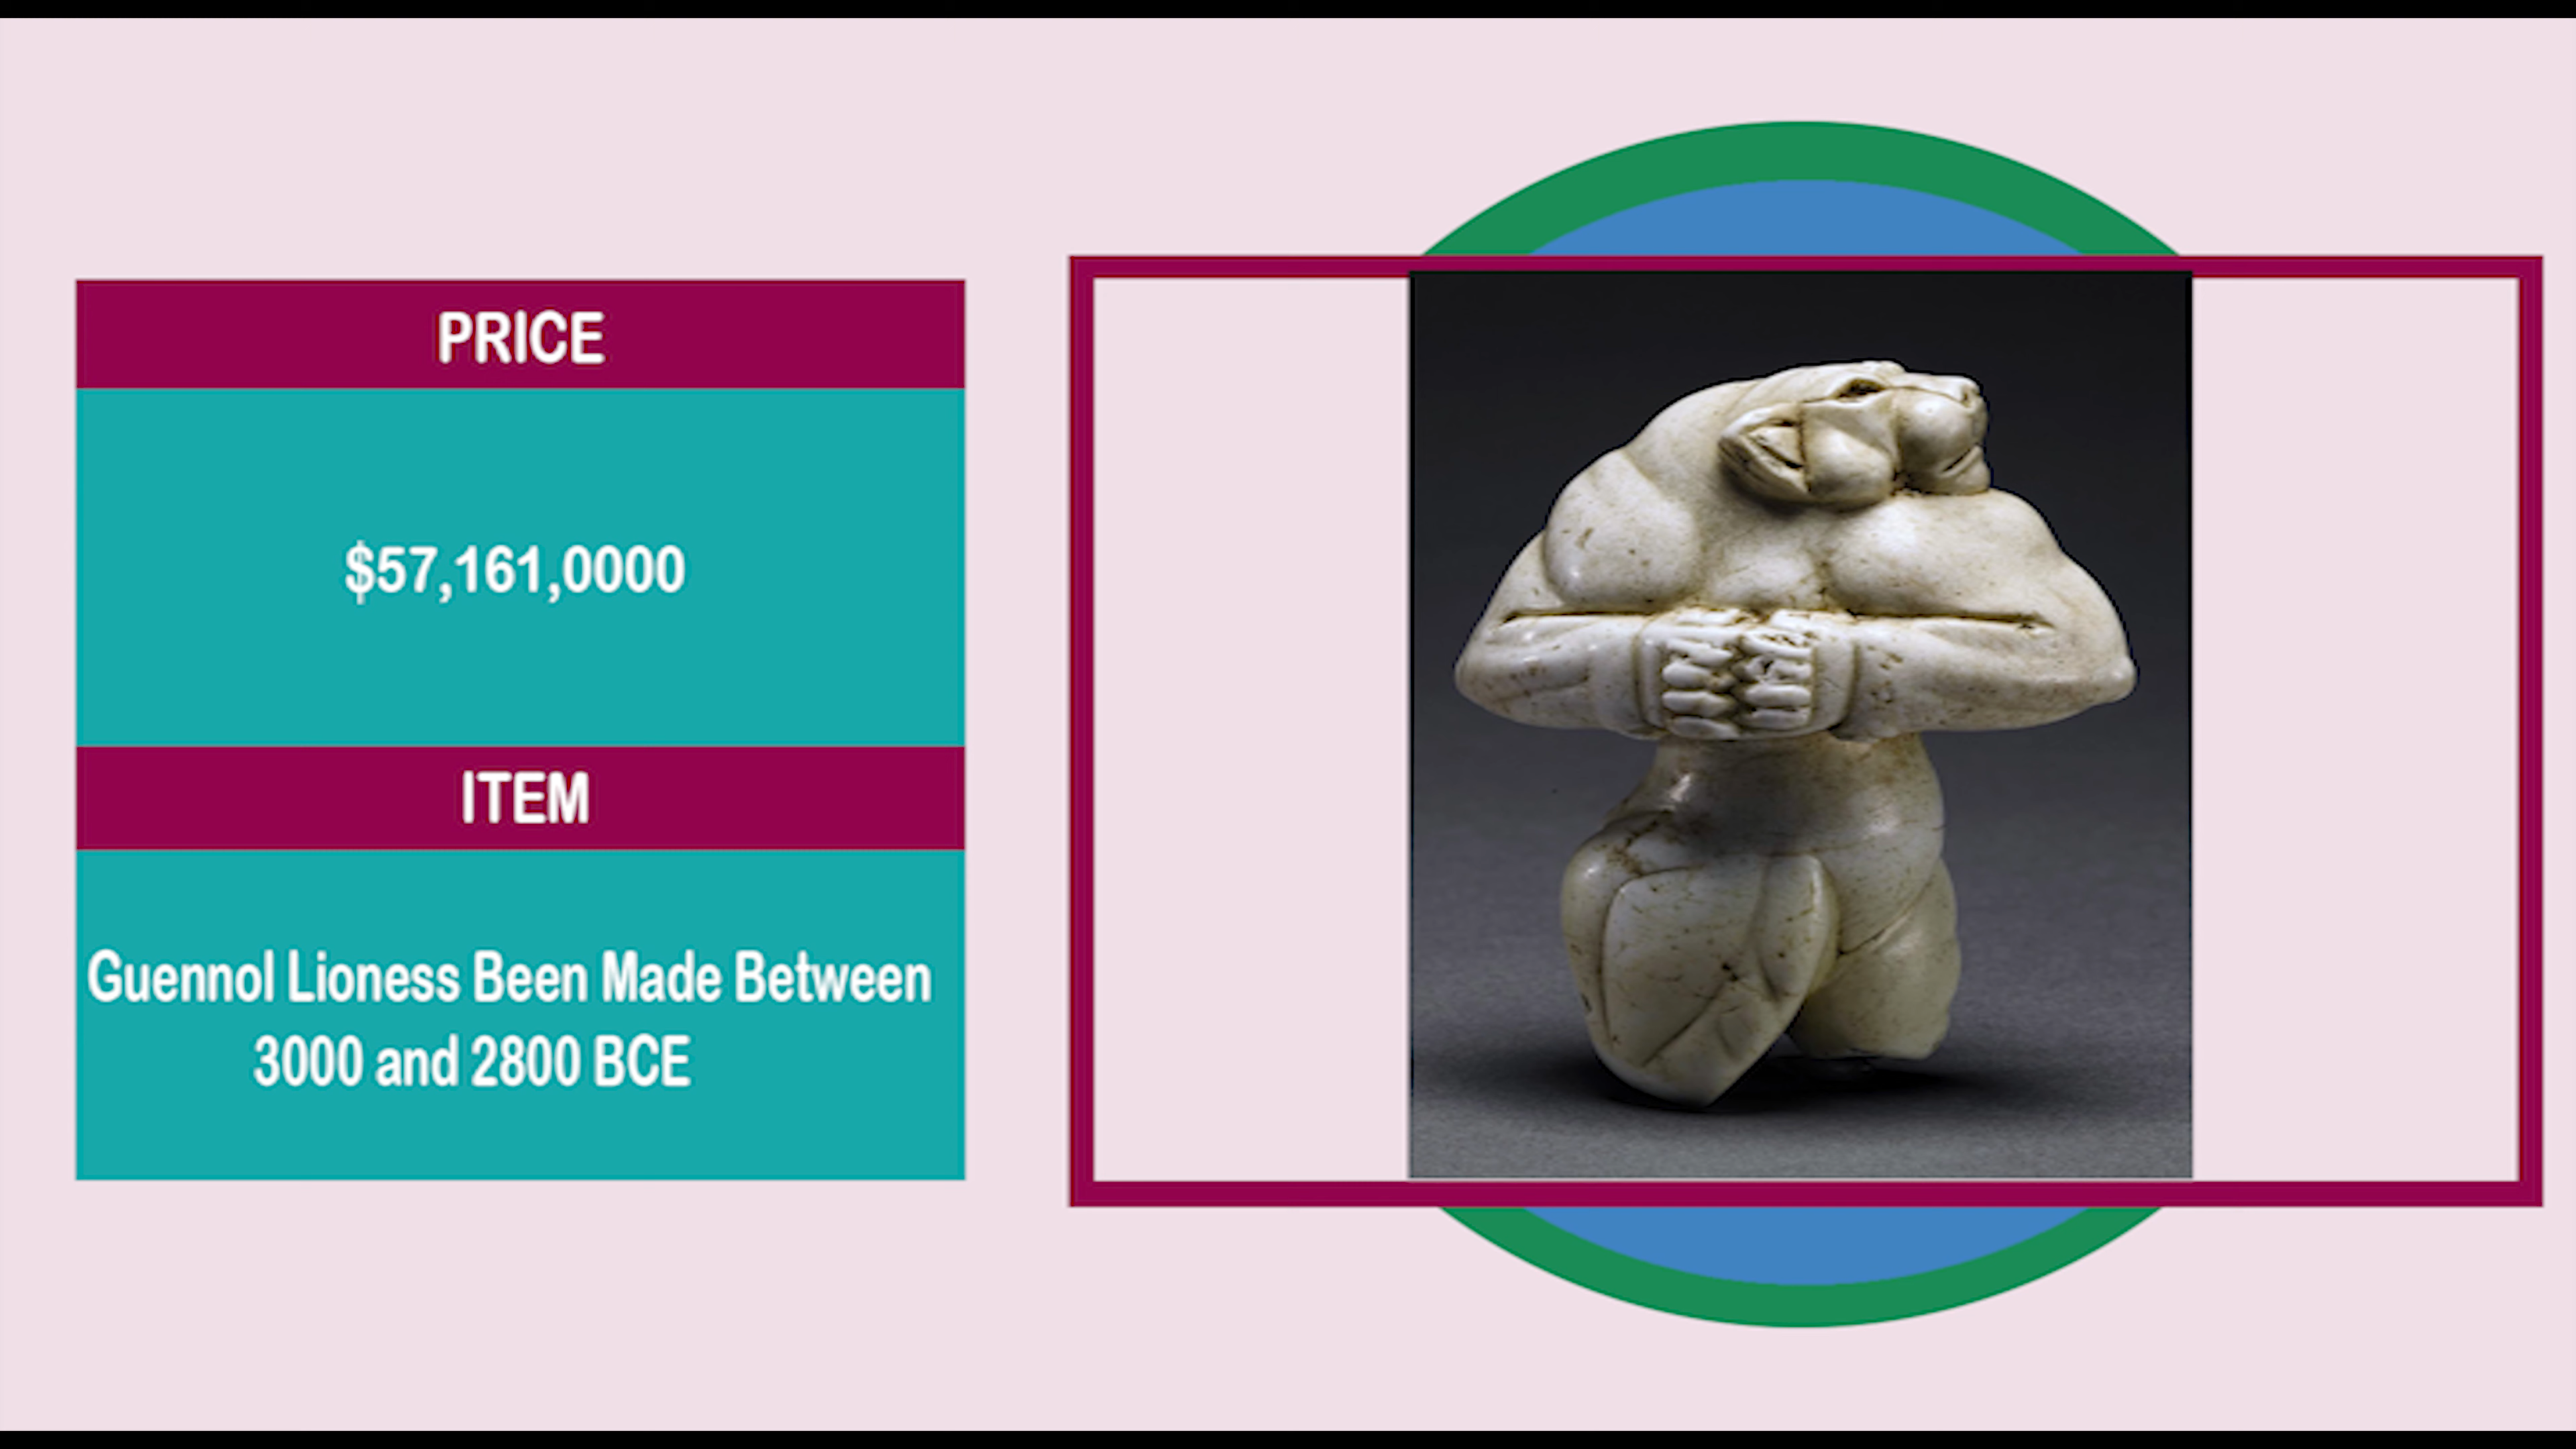 PRICE
$57,161,0000
ITEM
Guennol Lioness Been Made Between
3000 and 2800 BCE